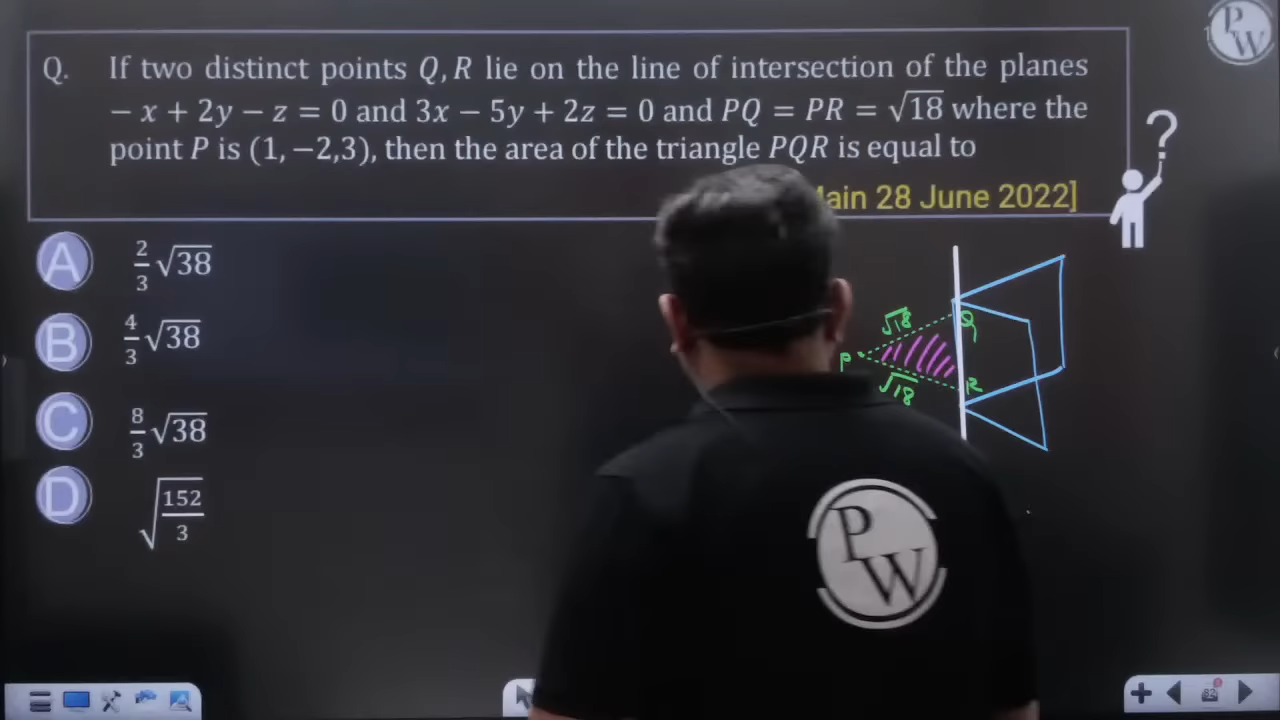 P
W
Q. If two distinct points Q, R lie on the line of intersection of the planes
− x + 2y − z = 0 and 3x − 5y + 2z = 0 and PQ = PR = √18 where the
point P is (1, −2,3), then the area of the triangle PQR is equal to
28 June 2022]
?
A 2/3 √38
B 4/3 √38
C 8/3 √38
D √152/3
√18
Q
P
R
√18
P
W